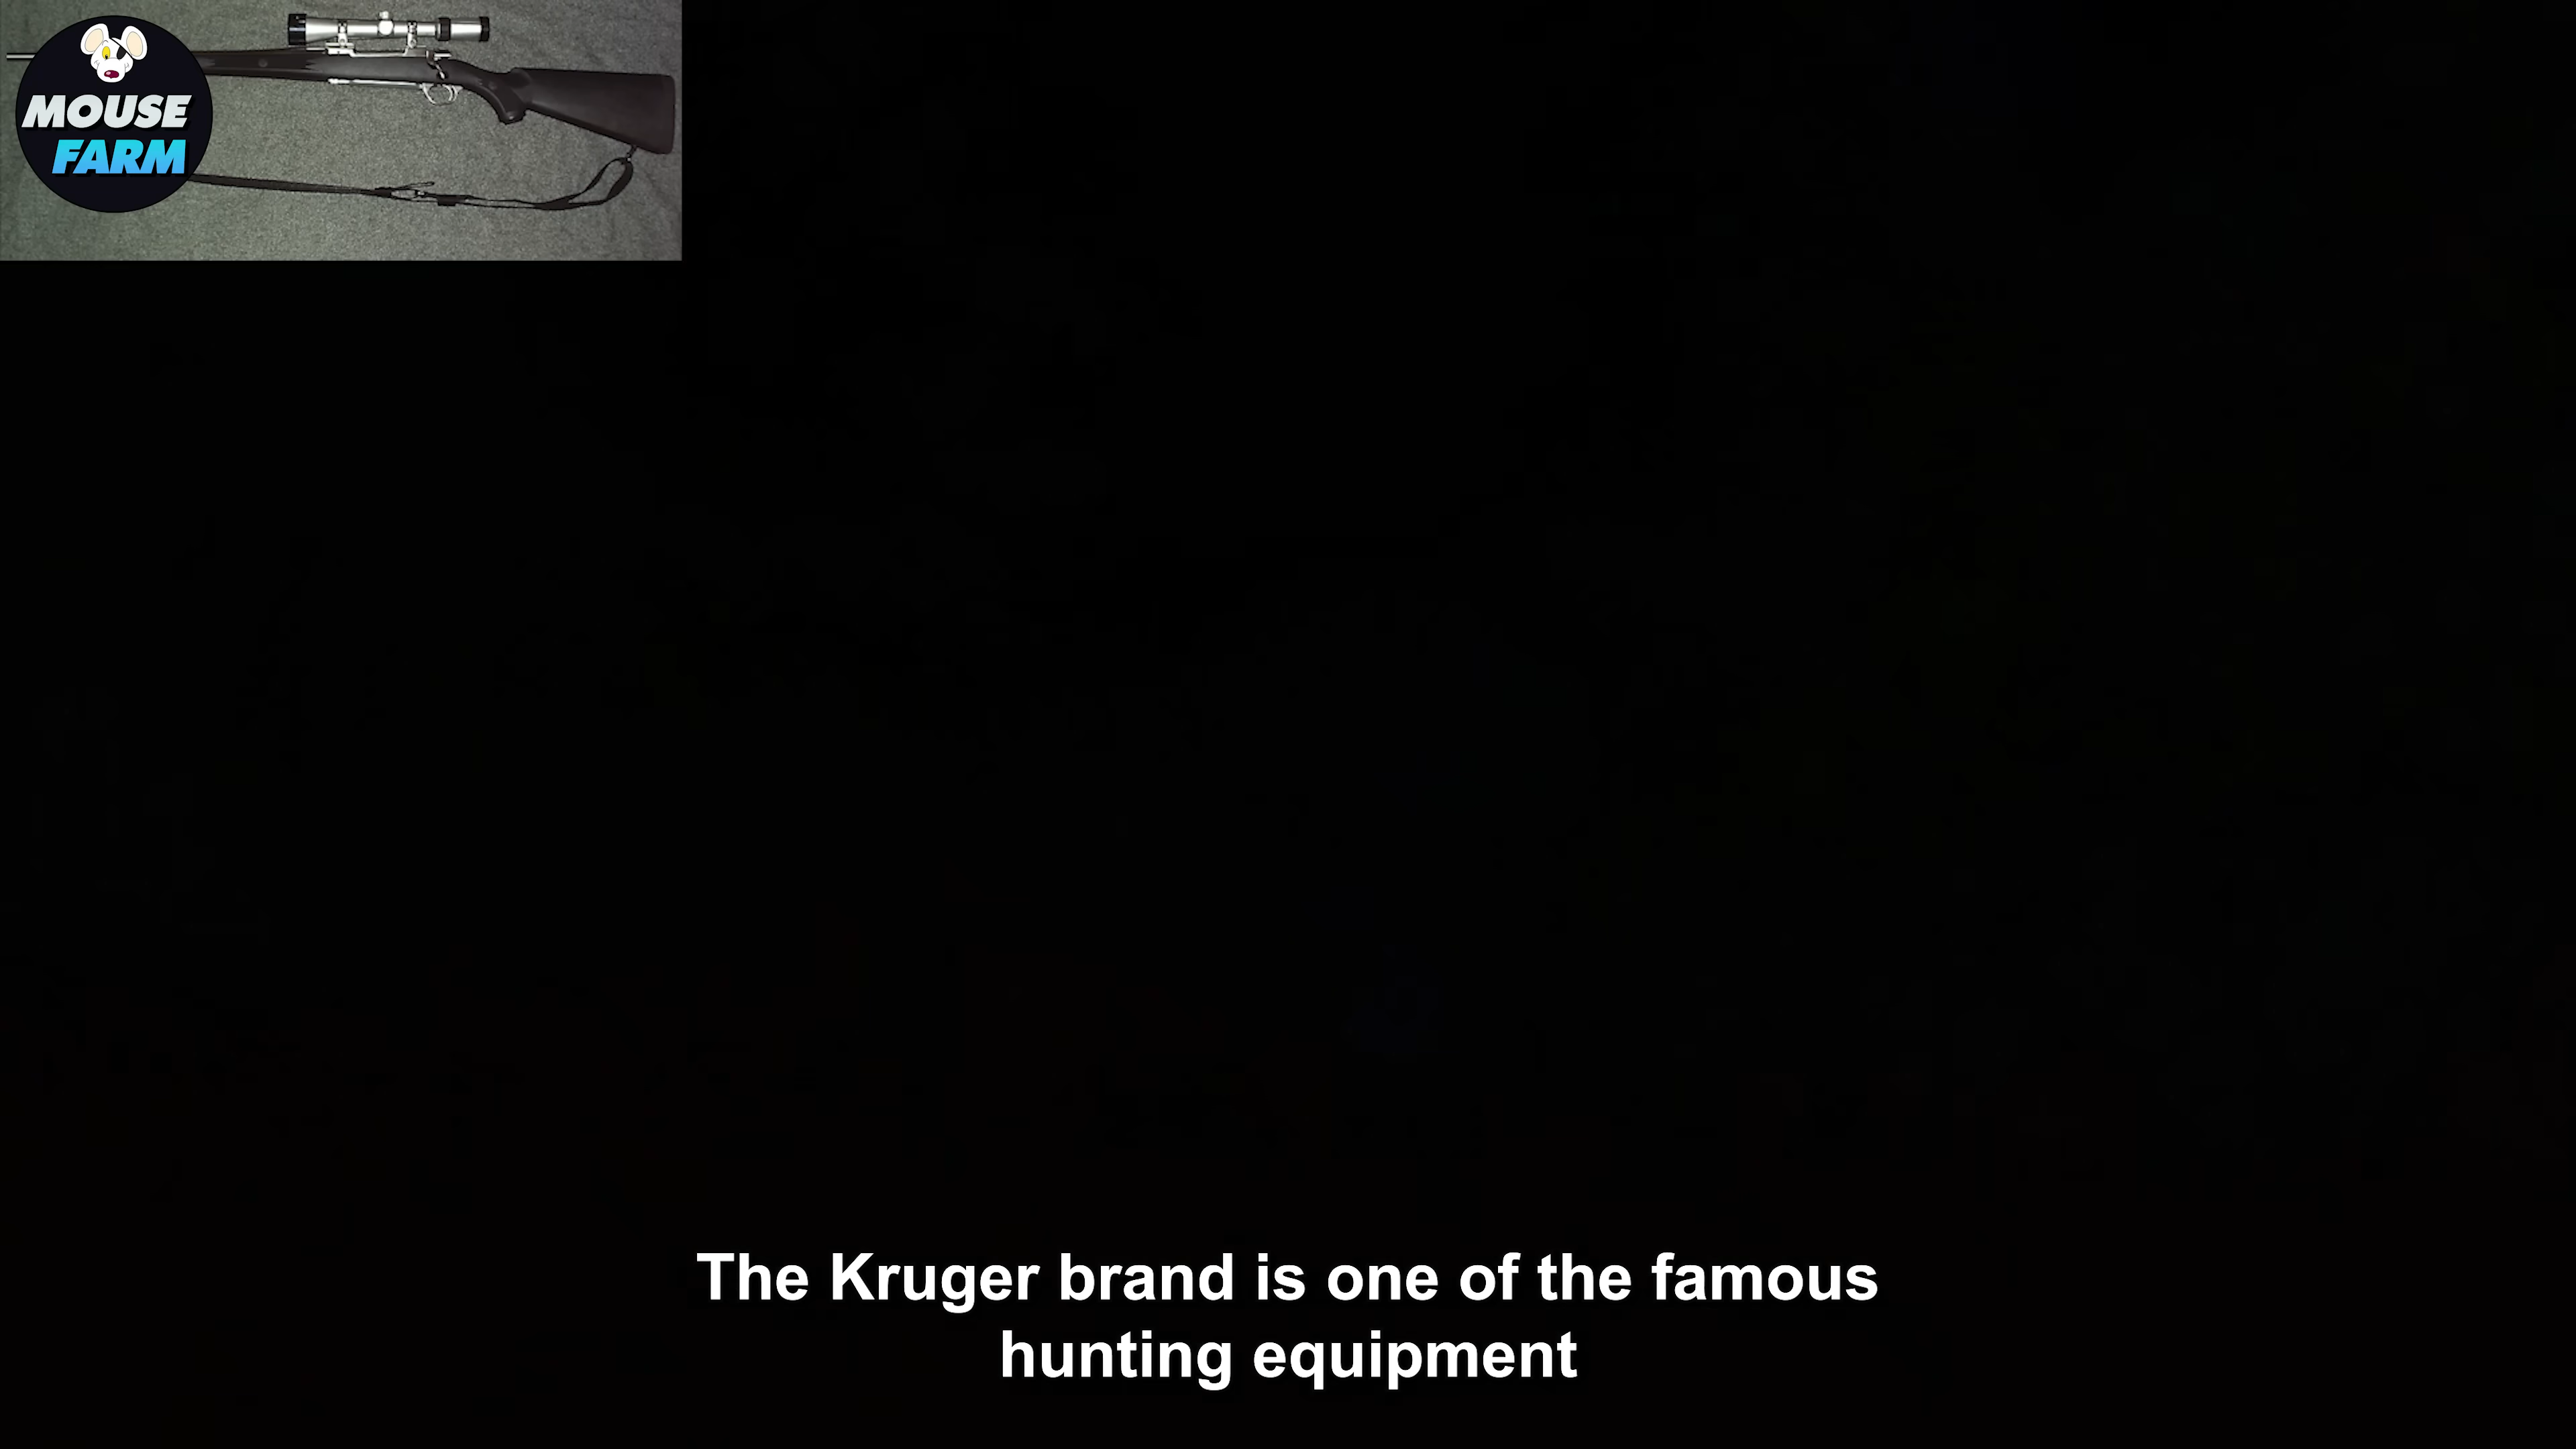 MOUSE
FARM
The Kruger brand is one of the famous
hunting equipment